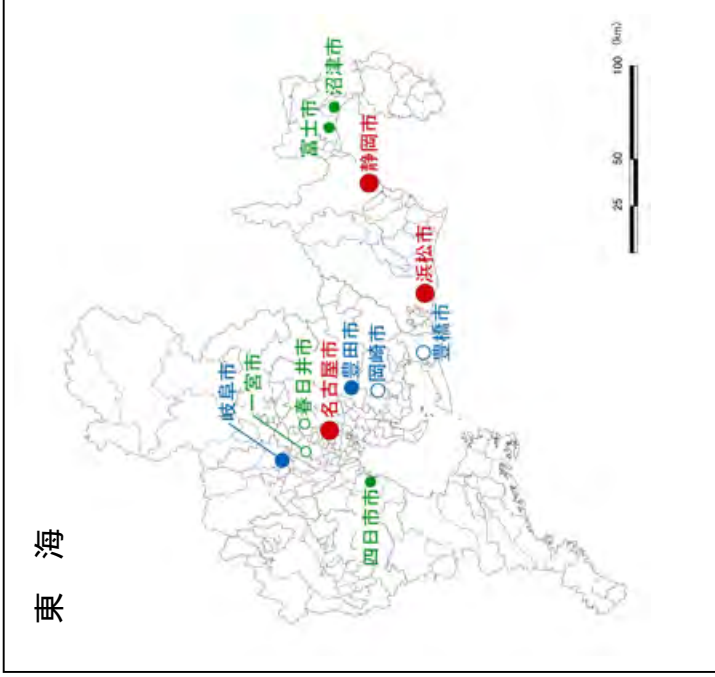 東 海
岐阜市
一宮市
春日井市
名古屋市
豊田市
岡崎市
四日市市
豊橋市
浜松市
静岡市
富士市
沼津市
25 50 100 (km)